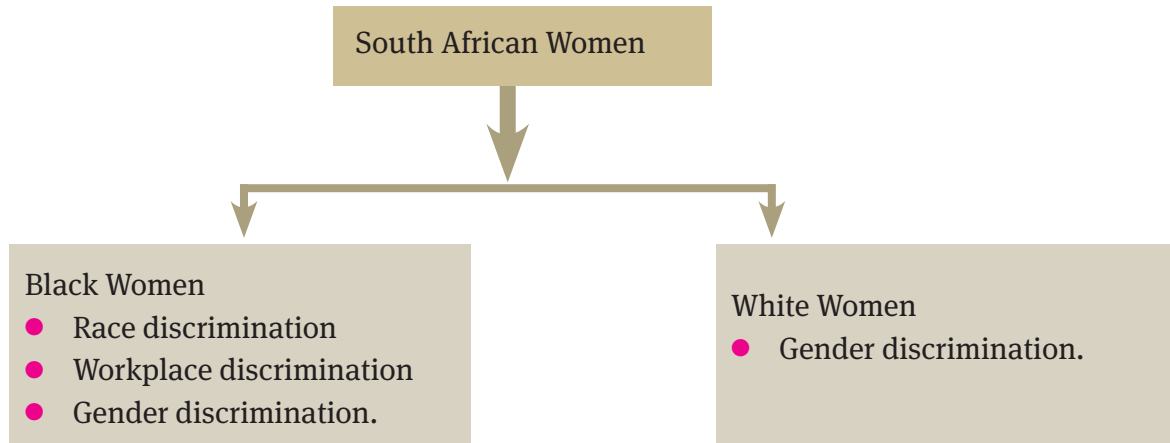 South African Women
Black Women
● Race discrimination
● Workplace discrimination
● Gender discrimination.
White Women
● Gender discrimination.